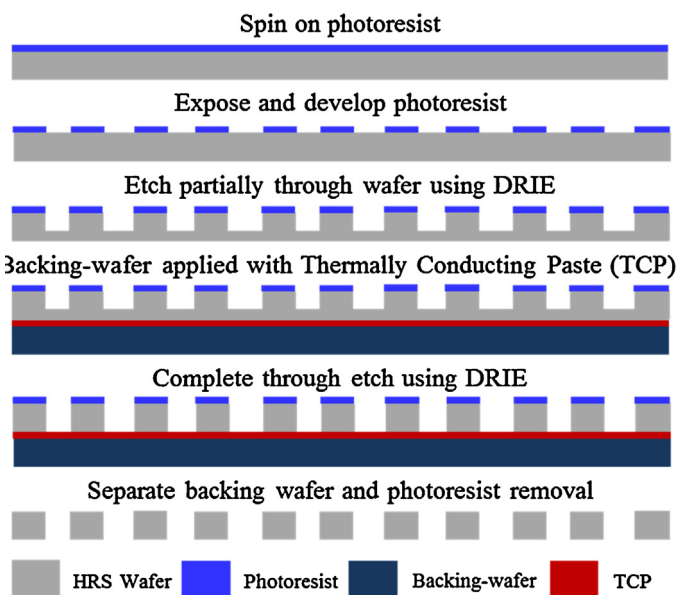 Spin on photoresist
Expose and develop photoresist
Etch partially through wafer using DRIE
Backing-wafer applied with Thermally Conducting Paste (TCP)
Complete through etch using DRIE
Separate backing wafer and photoresist removal
HRS Wafer Photoresist Backing-wafer TCP